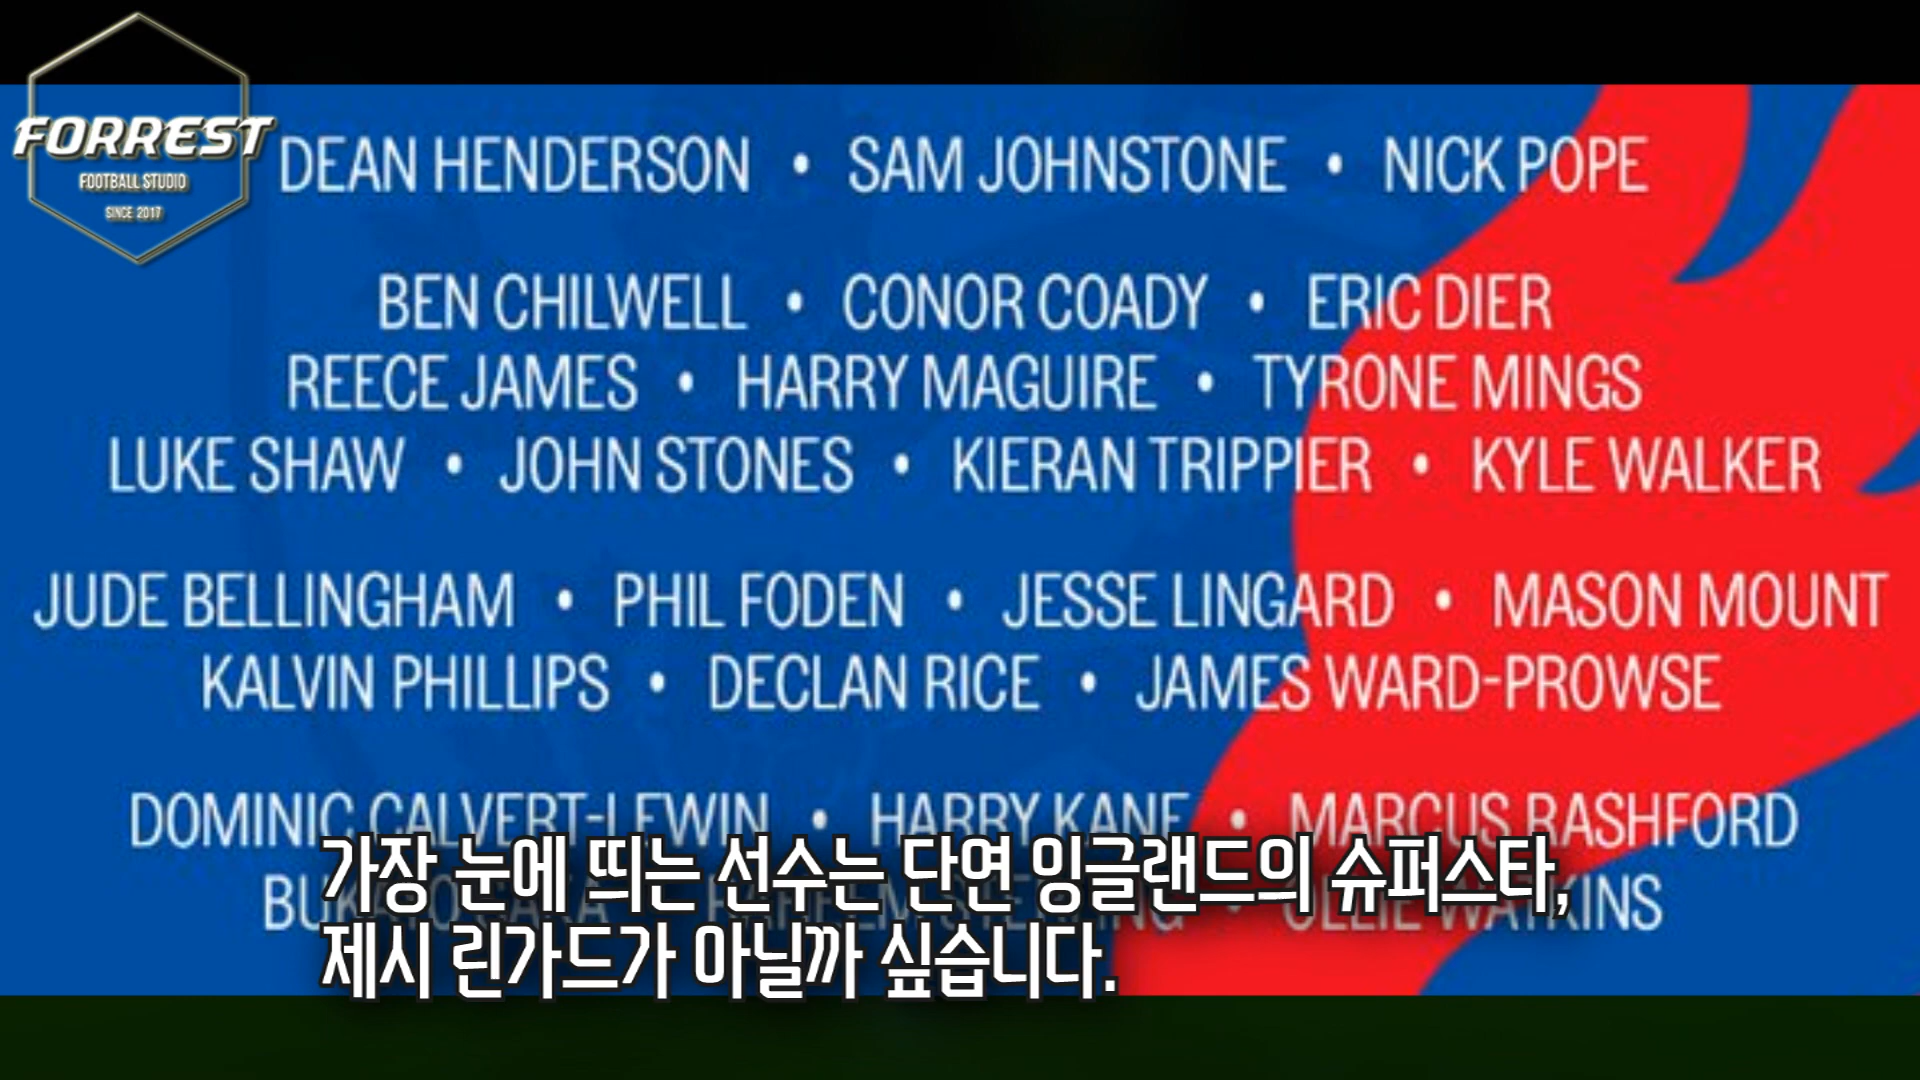 FORREST
FOOTBALL STUDIO
SINCE 2017
DEAN HENDERSON • SAM JOHNSTONE • NICK POPE
BEN CHILWELL • CONOR COADY • ERIC DIER
REECE JAMES • HARRY MAGUIRE • TYRONE MINGS
LUKE SHAW • JOHN STONES • KIERAN TRIPPIER • KYLE WALKER
JUDE BELLINGHAM • PHIL FODEN • JESSE LINGARD • MASON MOUNT
KALVIN PHILLIPS • DECLAN RICE • JAMES WARD-PROWSE
DOMINIC CALVERT-LEWIN • HARRY KANE • MARCUS RASHFORD
OLLIE WATKINS
가장 눈에 띄는 선수는 단연 잉글랜드의 슈퍼스타,
제시 린가드가 아닐까 싶습니다.